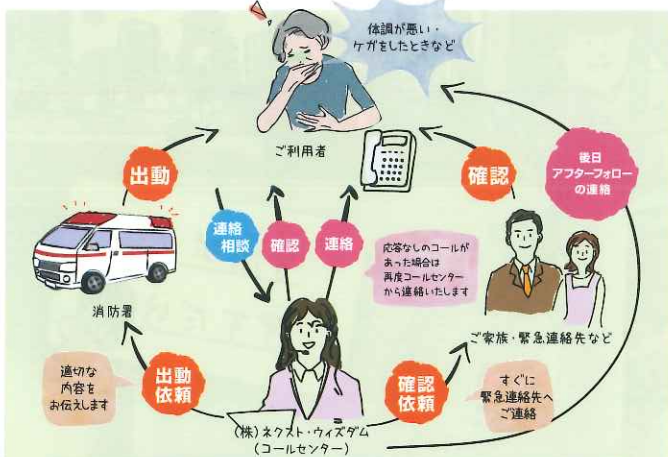 体調が悪い・
ケガをしたときなど
ご利用者
出動
連絡
相談
確認
連絡
確認
後日
アフターフォロー
の連絡
応答なしのコールが
あった場合は
再度コールセンター
から連絡いたします
消防署
ご家族・緊急連絡先など
適切な
内容を
お伝えします
出動
依頼
確認
依頼
すぐに
緊急連絡先へ
ご連絡
(株)ネクスト・ウィズダム
(コールセンター)